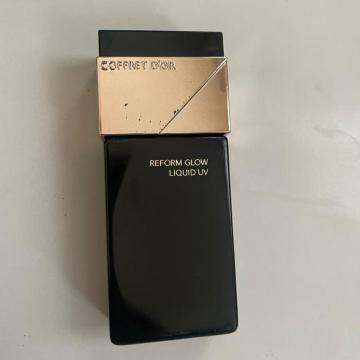 COFFRET D'OR
REFORM GLOW
LIQUID UV